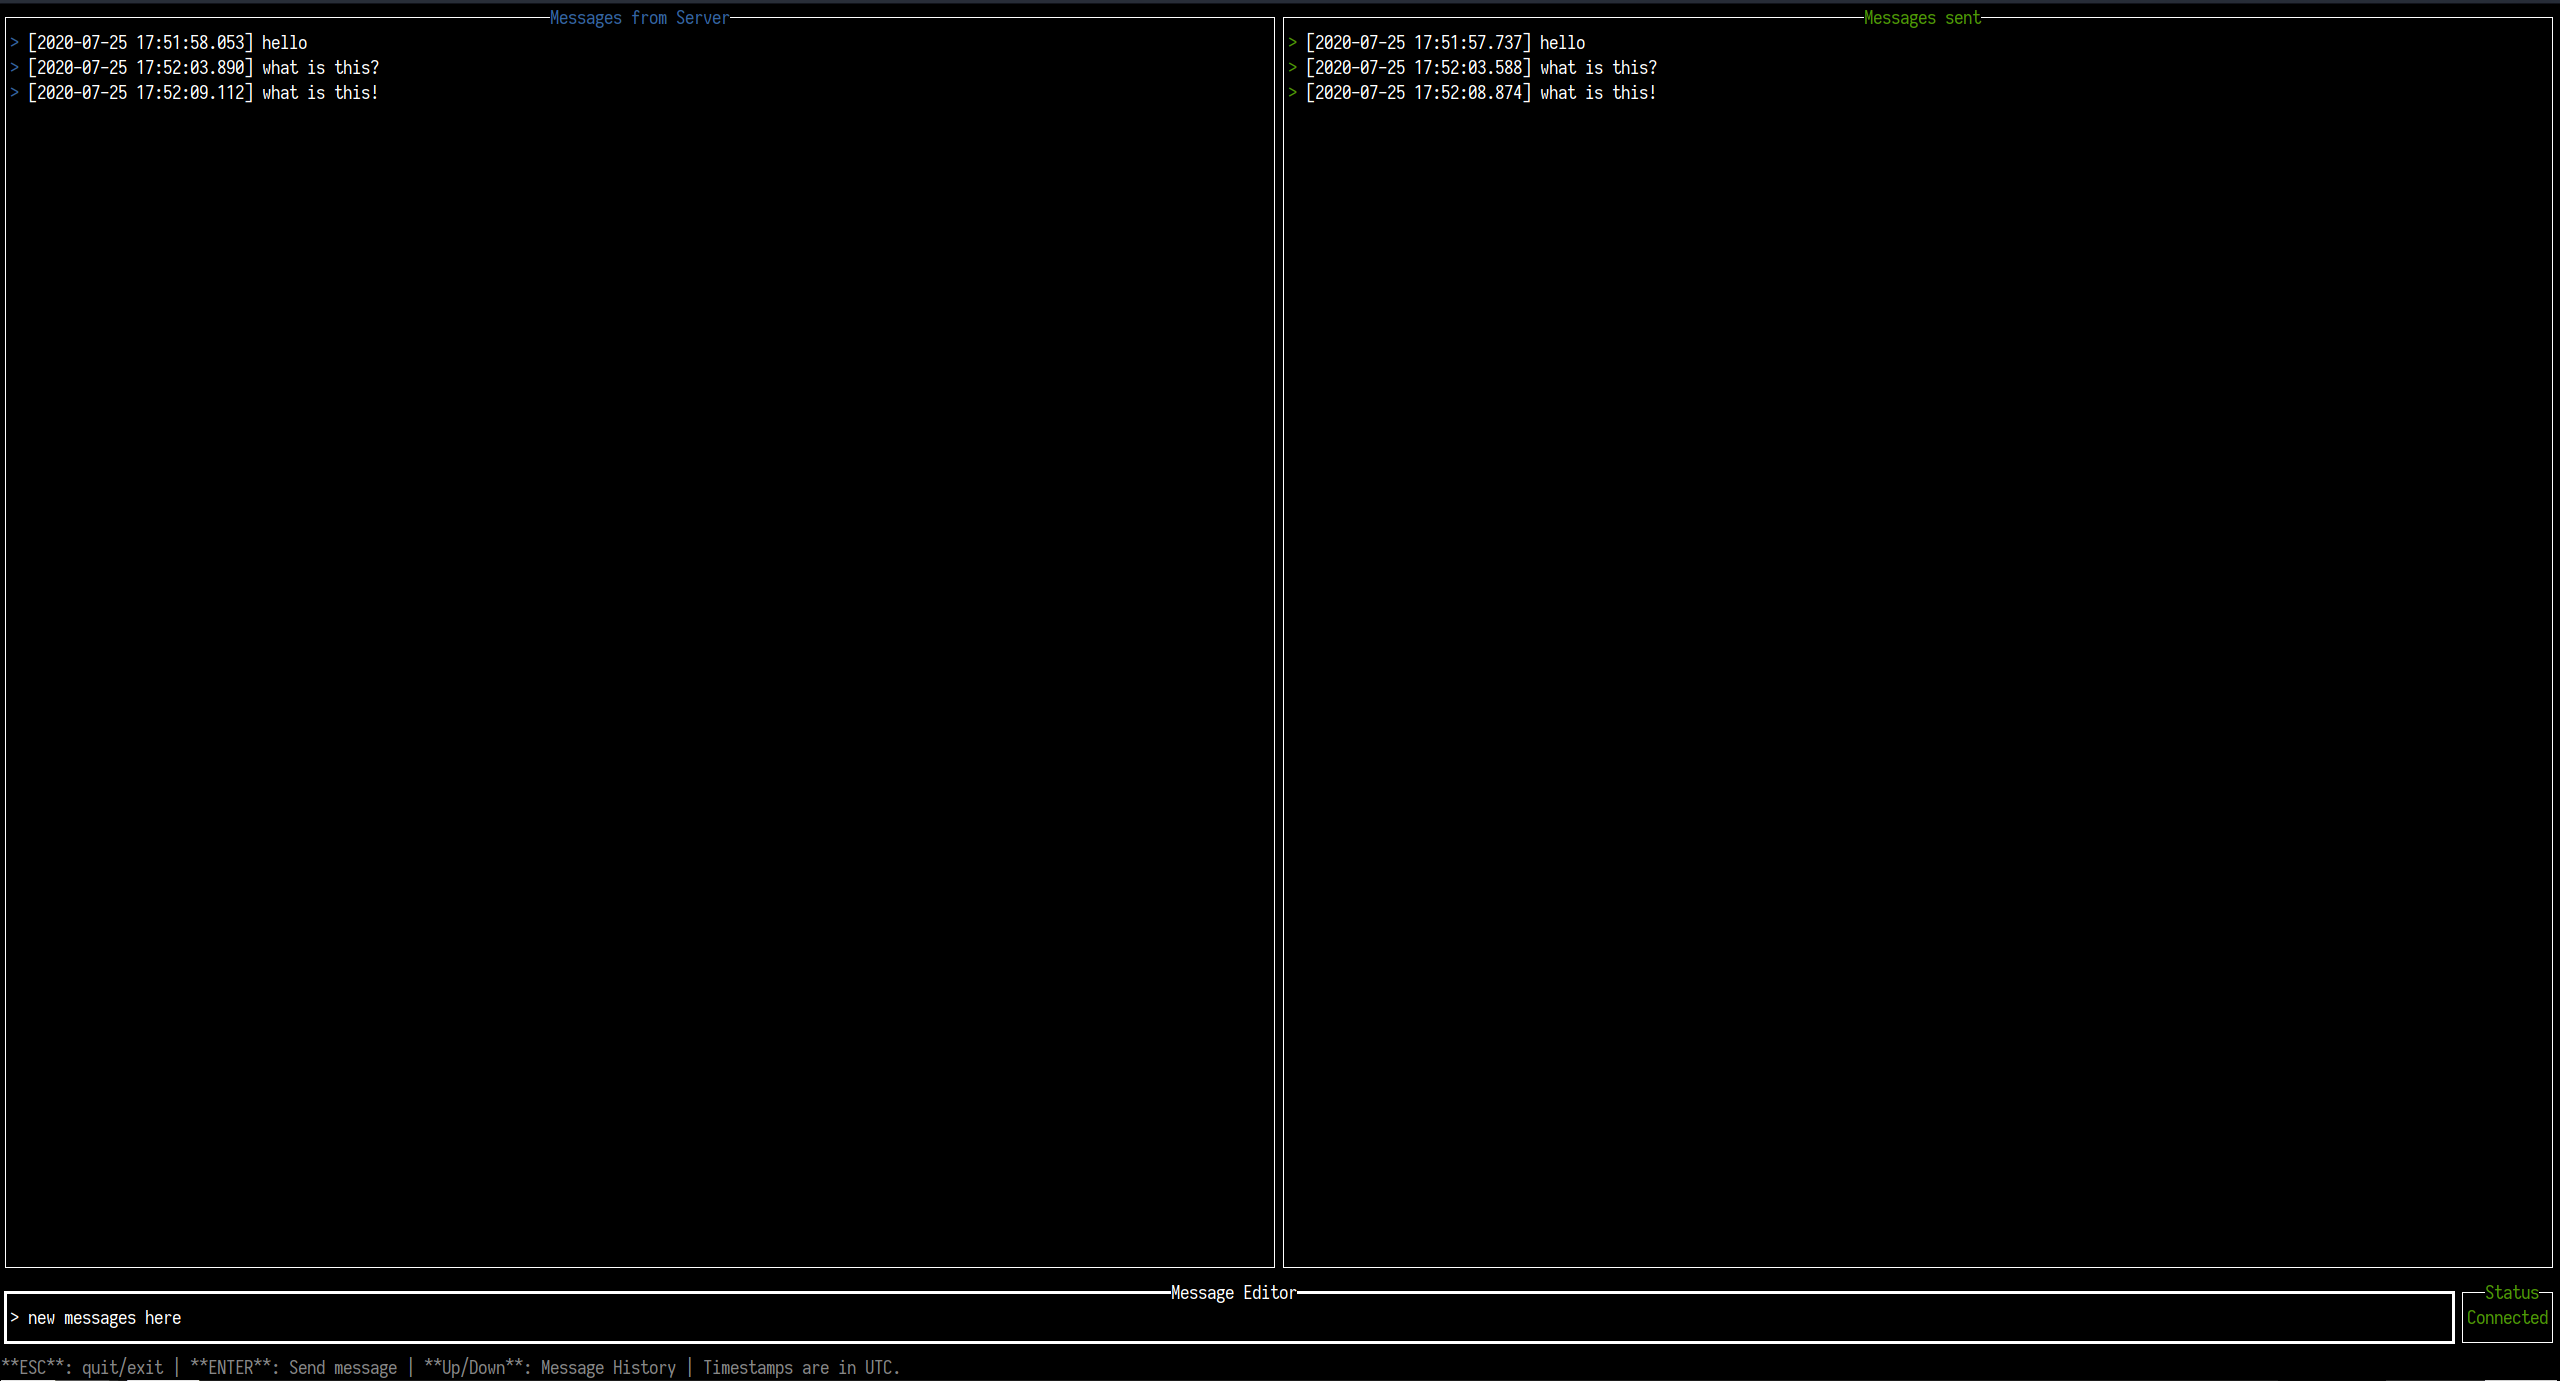 Messages from Server
> [2020-07-25 17:51:58.053] hello
> [2020-07-25 17:52:03.890] what is this?
> [2020-07-25 17:52:09.112] what is this!
Messages sent
> [2020-07-25 17:51:57.737] hello
> [2020-07-25 17:52:03.588] what is this?
> [2020-07-25 17:52:08.874] what is this!
Message Editor
> new messages here
Status
Connected
**ESC**: quit/exit | **ENTER**: Send message | **Up/Down**: Message History | Timestamps are in UTC.